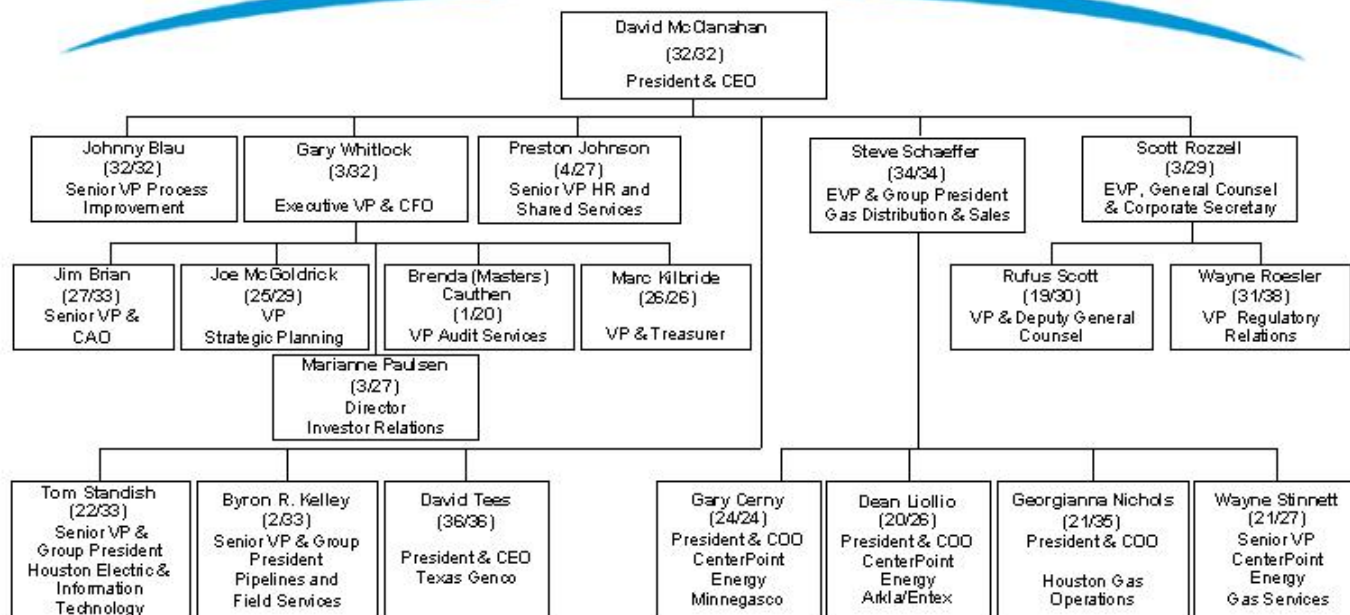 David McClanahan
(32/32)
President & CEO
Johnny Blau
(32/32)
Senior VP Process
Improvement
Gary Whitlock
(3/32)
Executive VP & CFO
Preston Johnson
(4/27)
Senior VP HR and
Shared Services
Steve Schaeffer
(34/34)
EVP & Group President
Gas Distribution & Sales
Scott Rozzell
(3/29)
EVP, General Counsel
& Corporate Secretary
Jim Brian
(27/33)
Senior VP &
CAO
Joe McGoldrick
(25/29)
VP
Strategic Planning
Brenda (Masters)
Cauthen
(1/20)
VP Audit Services
Marc Kilbride
(26/26)
VP & Treasurer
Rufus Scott
(19/30)
VP & Deputy General
Counsel
Wayne Roesler
(31/38)
VP Regulatory
Relations
Marianne Paulsen
(3/27)
Director
Investor Relations
Tom Standish
(22/33)
Senior VP &
Group President
Houston Electric &
Information
Technology
Byron R. Kelley
(2/33)
Senior VP & Group
President
Pipelines and
Field Services
David Tees
(36/36)
President & CEO
Texas Genco
Gary Cerny
(24/24)
President & COO
CenterPoint
Energy
Minnegasco
Dean Liollio
(20/26)
President & COO
CenterPoint
Energy
Arkla/Entex
Georgianna Nichols
(21/35)
President & COO
Houston Gas
Operations
Wayne Stinnett
(21/27)
Senior VP
CenterPoint
Energy
Gas Services